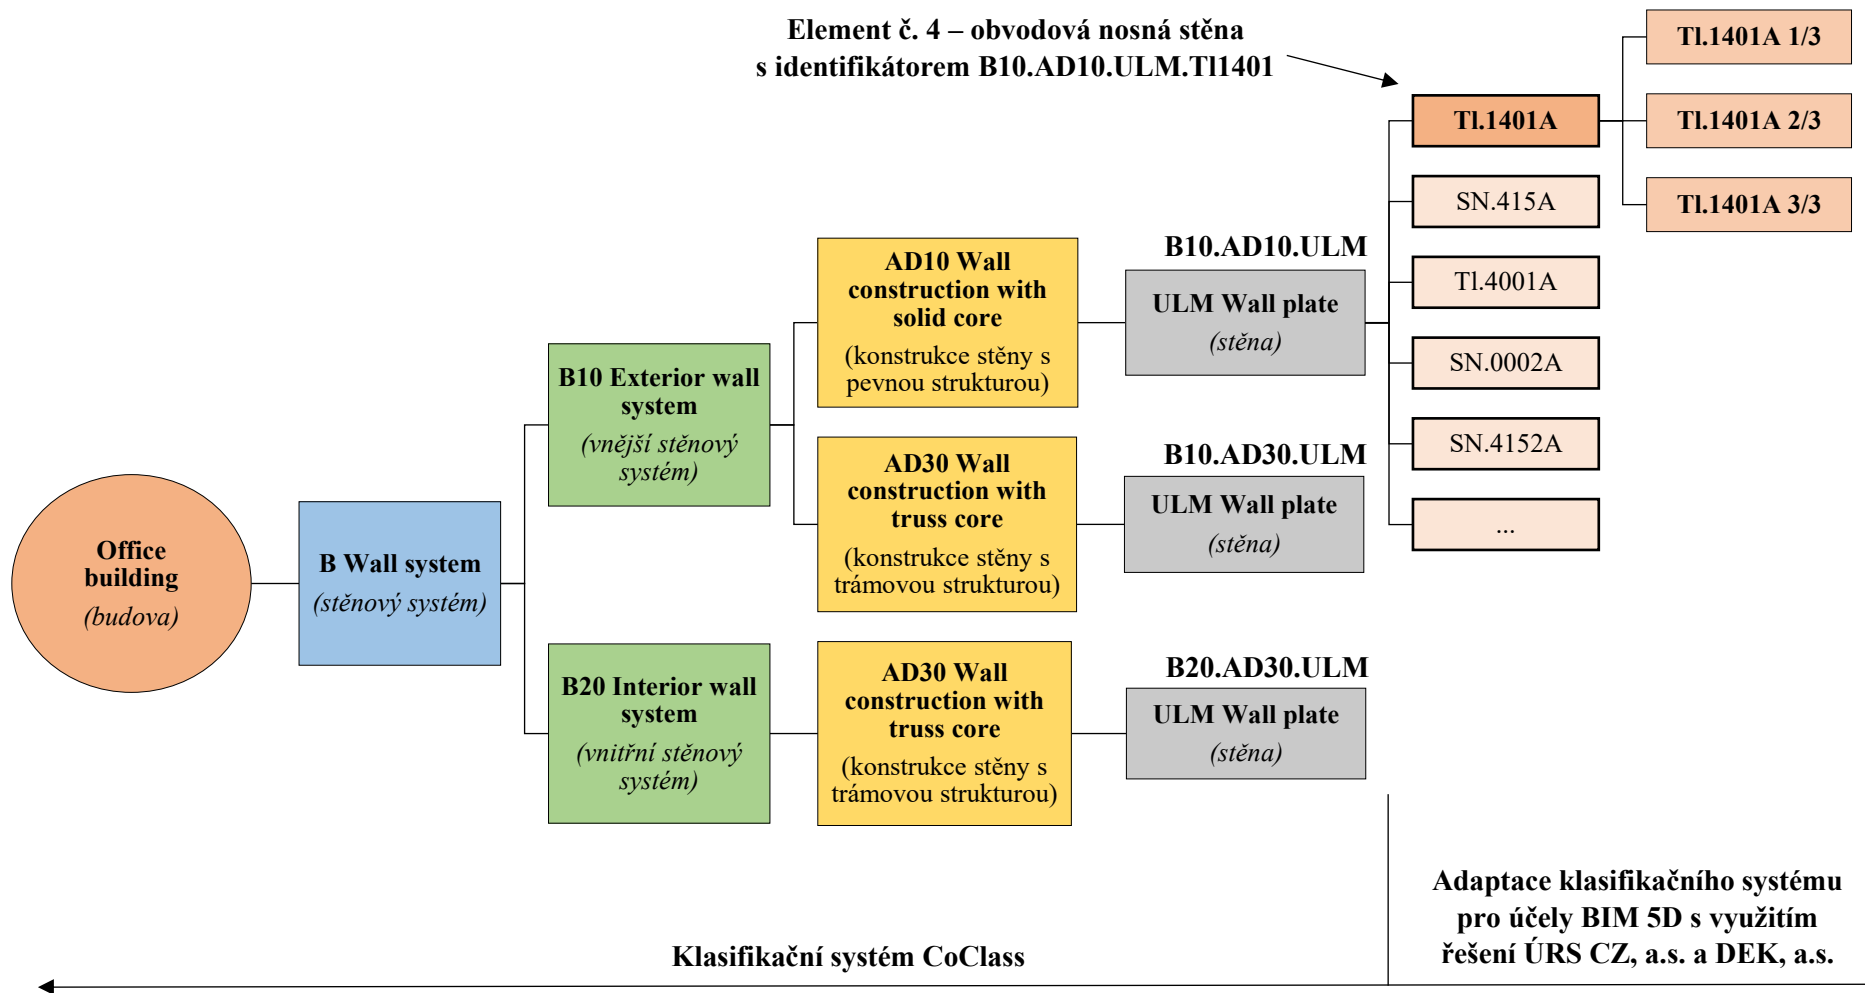 Element č. 4 – obvodová nosná stěna
s identifikátorem B10.AD10.ULM.Tl1401
Tl.1401A 1/3
Tl.1401A
Tl.1401A 2/3
Tl.1401A 3/3
SN.415A
Tl.4001A
SN.0002A
SN.4152A
...
B10.AD10.ULM
ULM Wall plate
(stěna)
AD10 Wall
construction with
solid core
(konstrukce stěny s
pevnou strukturou)
B10 Exterior wall
system
(vnější stěnový
systém)
B10.AD30.ULM
ULM Wall plate
(stěna)
AD30 Wall
construction with
truss core
(konstrukce stěny s
trámovou strukturou)
Office
building
(budova)
B Wall system
(stěnový systém)
B20 Interior wall
system
(vnitřní stěnový
systém)
AD30 Wall
construction with
truss core
(konstrukce stěny s
trámovou strukturou)
B20.AD30.ULM
ULM Wall plate
(stěna)
Klasifikační systém CoClass
Adaptace klasifikačního systému
pro účely BIM 5D s využitím
řešení ÚRS CZ, a.s. a DEK, a.s.